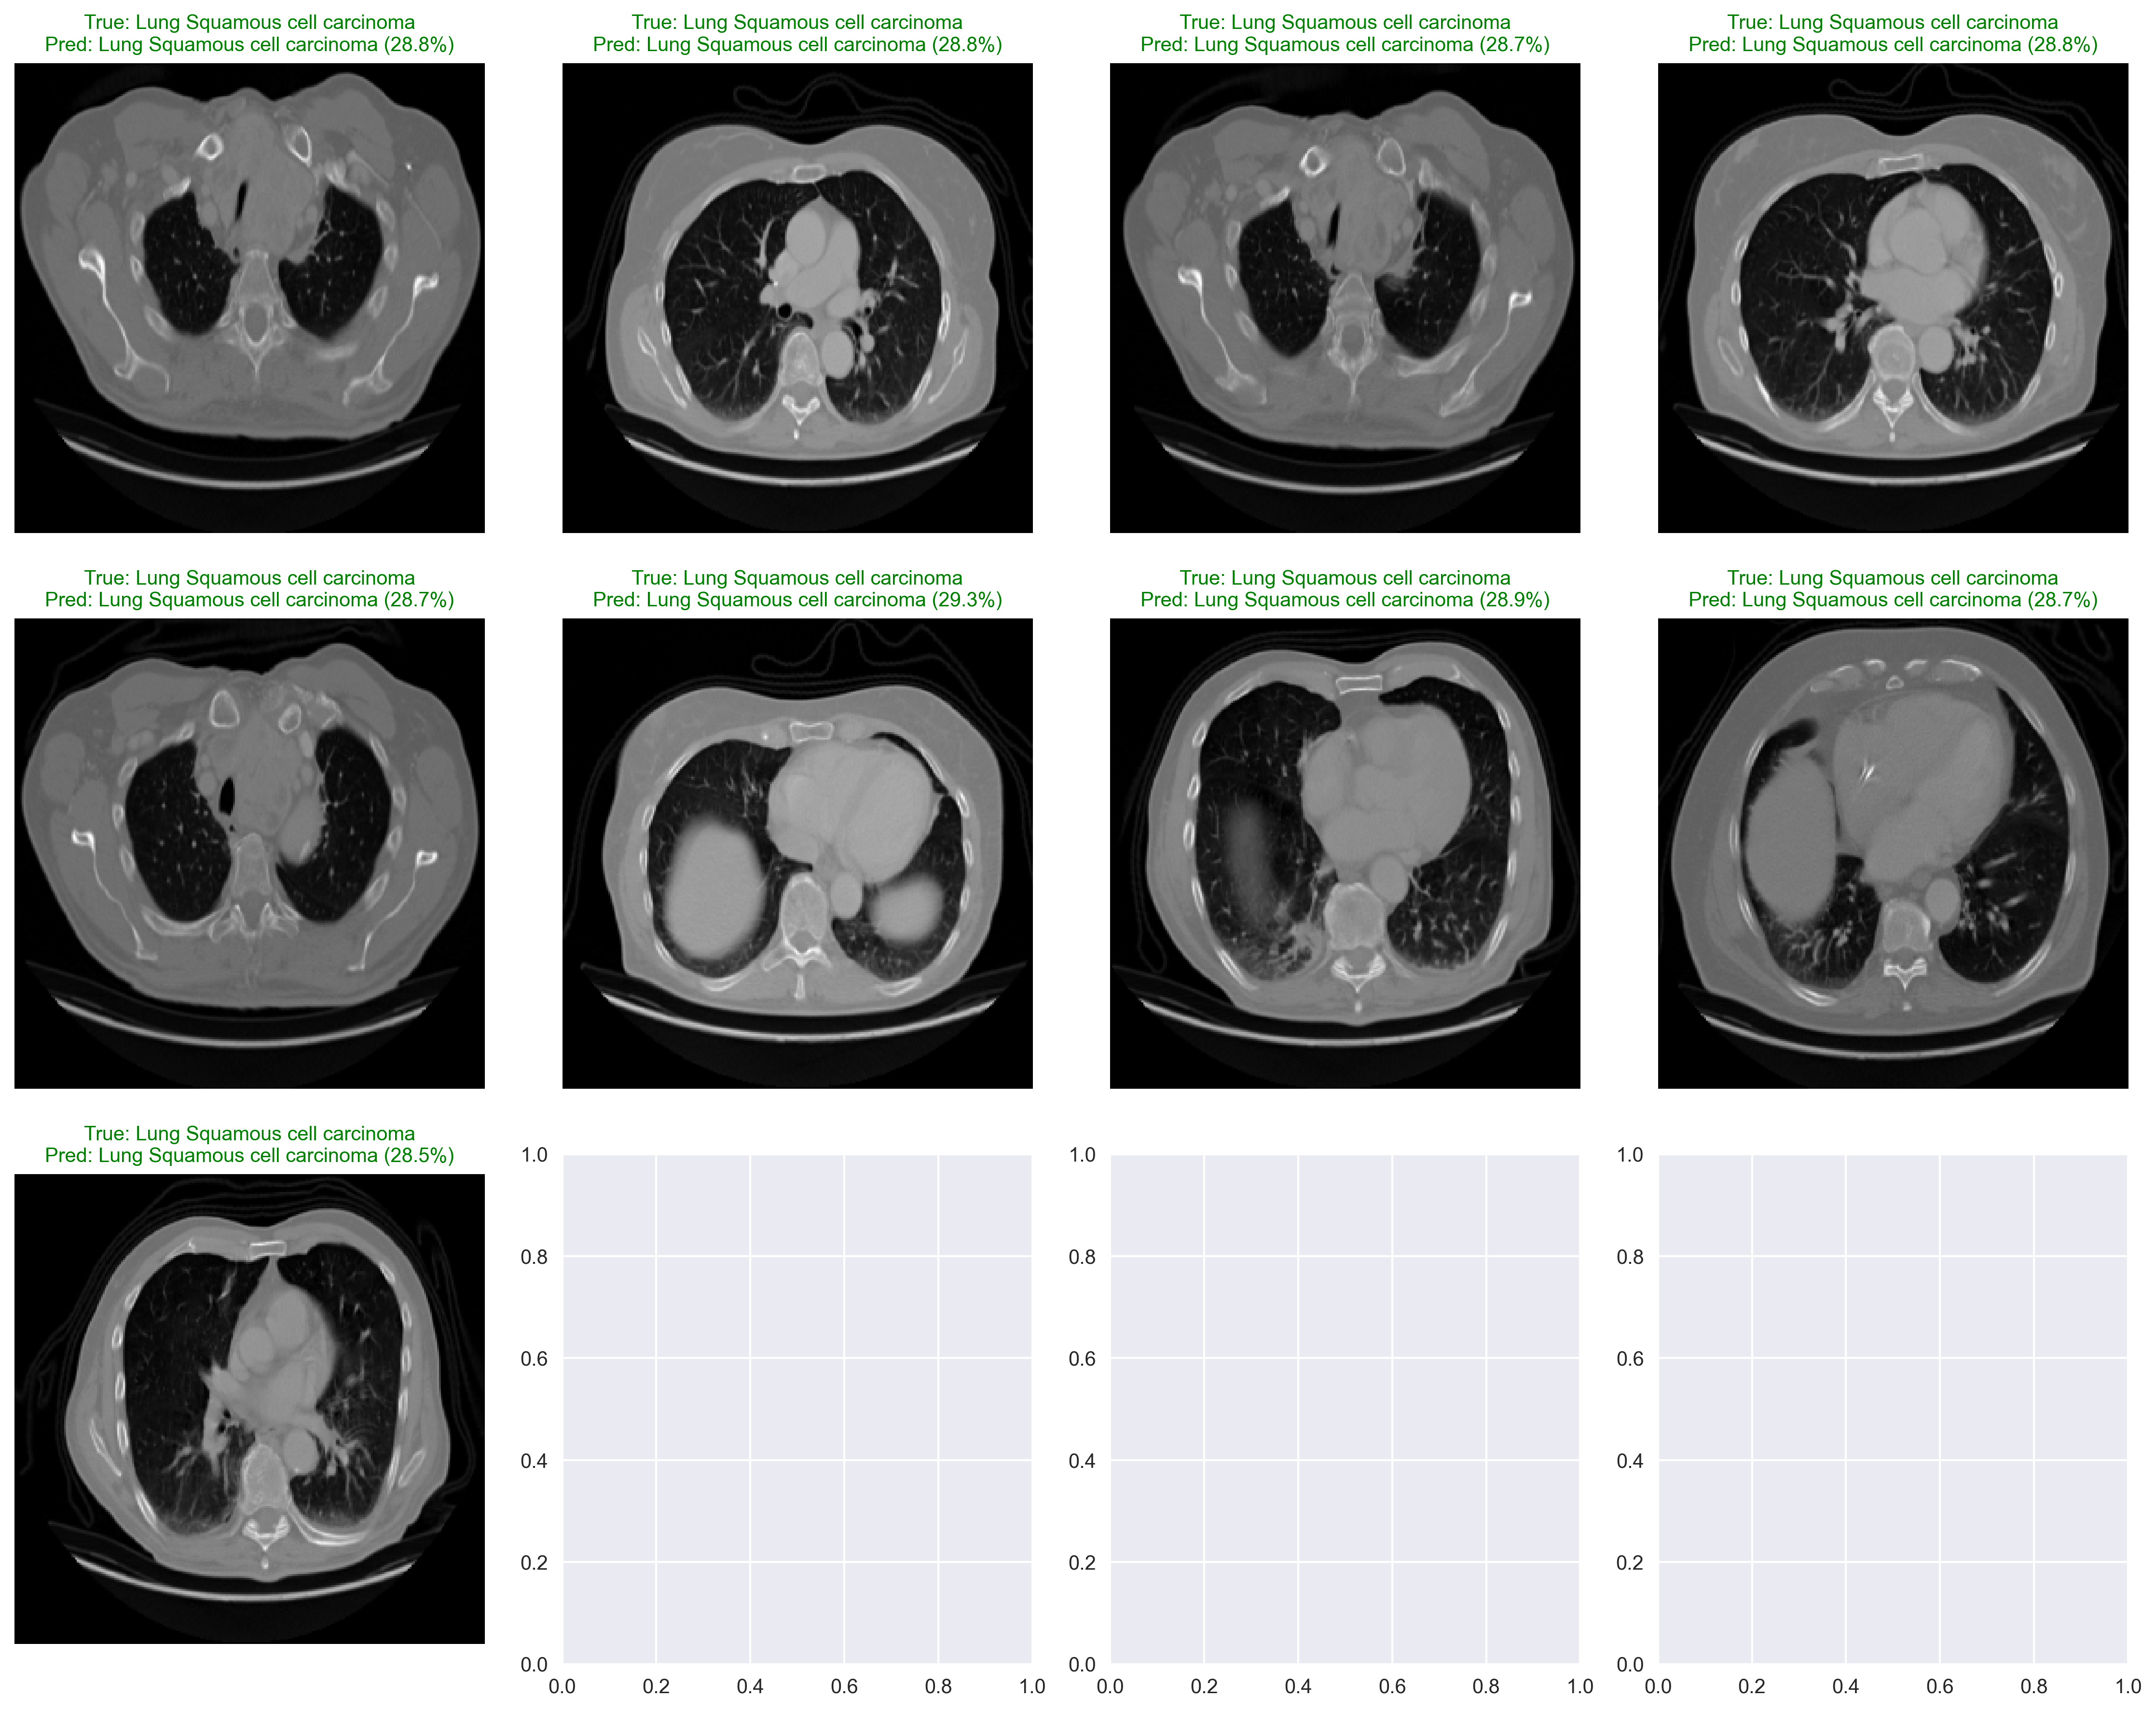 True: Lung Squamous cell carcinoma
Pred: Lung Squamous cell carcinoma (28.8%)
True: Lung Squamous cell carcinoma
Pred: Lung Squamous cell carcinoma (28.8%)
True: Lung Squamous cell carcinoma
Pred: Lung Squamous cell carcinoma (28.7%)
True: Lung Squamous cell carcinoma
Pred: Lung Squamous cell carcinoma (28.8%)
True: Lung Squamous cell carcinoma
Pred: Lung Squamous cell carcinoma (28.7%)
True: Lung Squamous cell carcinoma
Pred: Lung Squamous cell carcinoma (29.3%)
True: Lung Squamous cell carcinoma
Pred: Lung Squamous cell carcinoma (28.9%)
True: Lung Squamous cell carcinoma
Pred: Lung Squamous cell carcinoma (28.7%)
True: Lung Squamous cell carcinoma
Pred: Lung Squamous cell carcinoma (28.5%)
1.0
0.8
0.6
0.4
0.2
0.0
0.0 0.2 0.4 0.6 0.8 1.0
1.0
0.8
0.6
0.4
0.2
0.0
0.0 0.2 0.4 0.6 0.8 1.0
1.0
0.8
0.6
0.4
0.2
0.0
0.0 0.2 0.4 0.6 0.8 1.0